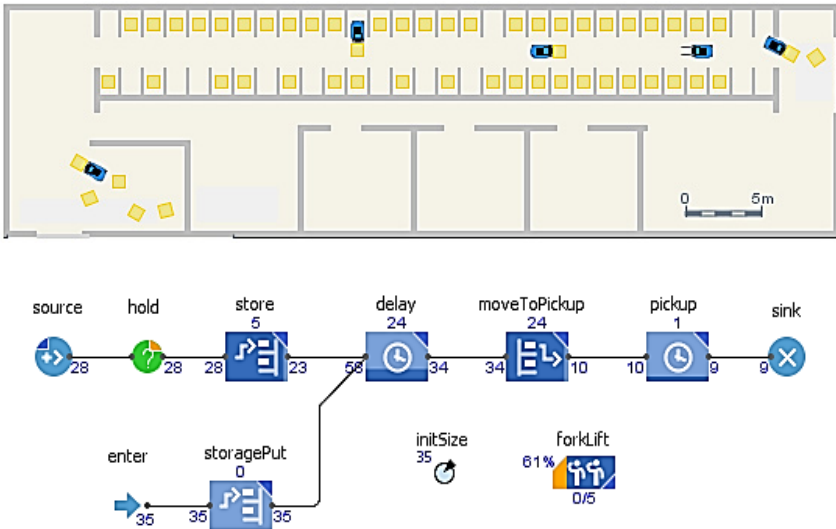 0 5m
source hold store delay moveToPickup pickup sink
5 24 24 1
28 28 28 23 58 34 34 10 10 9 9
enter storagePut initSize forkLift
0 35 61%
35 35 35 0/5